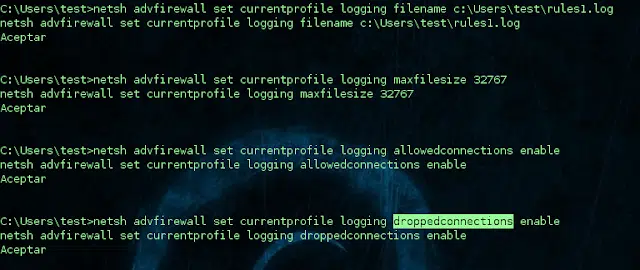 C:\Users\test>netsh advfirewall set currentprofile logging filename c:\Users\test\rules1.log
netsh advfirewall set currentprofile logging filename c:\Users\test\rules1.log
Aceptar
C:\Users\test>netsh advfirewall set currentprofile logging maxfilesize 32767
netsh advfirewall set currentprofile logging maxfilesize 32767
Aceptar
C:\Users\test>netsh advfirewall set currentprofile logging allowedconnections enable
netsh advfirewall set currentprofile logging allowedconnections enable
Aceptar
C:\Users\test>netsh advfirewall set currentprofile logging droppedconnections enable
netsh advfirewall set currentprofile logging droppedconnections enable
Aceptar